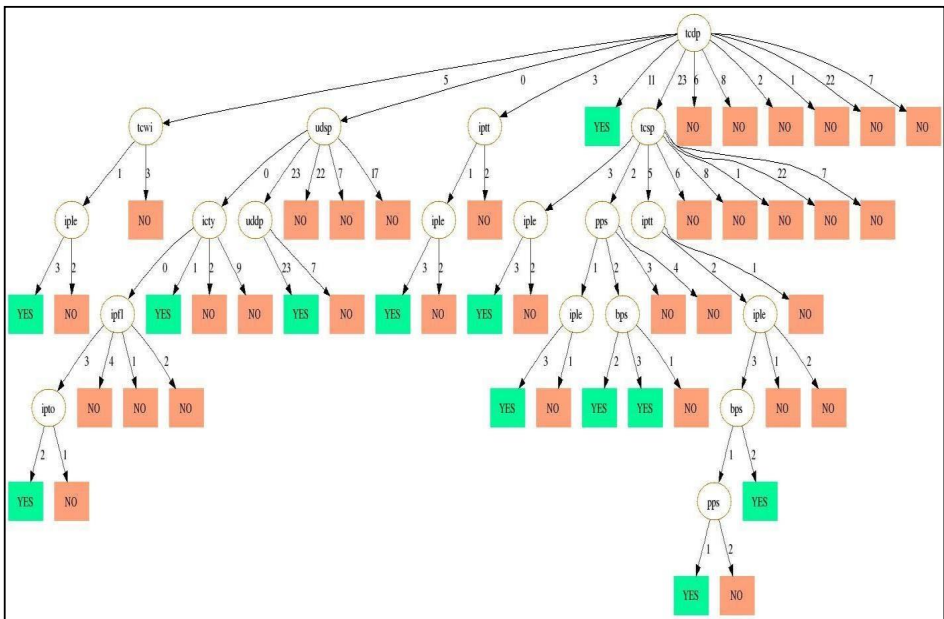 tcdp
5 0 3 11 23 6 8 2 1 22 7
tcwi udsp iptt YES tcsp NO NO NO NO NO NO
1 3 0 23 22 7 17 1 2 3 2 5 6 8 1 22 7
iple NO icty uddp NO NO NO iple NO iple pps iptt NO NO NO NO NO
3 2 0 1 2 9 23 7 3 2 3 2 1 2 3 4 2 1
YES NO ipfl YES NO NO YES NO YES NO YES NO iple bps NO NO iple NO
3 4 1 2 3 1 2 3 1 3 1 2
ipto NO NO NO YES NO YES YES NO bps NO NO
2 1 1 2
YES NO pps YES
1 2
YES NO